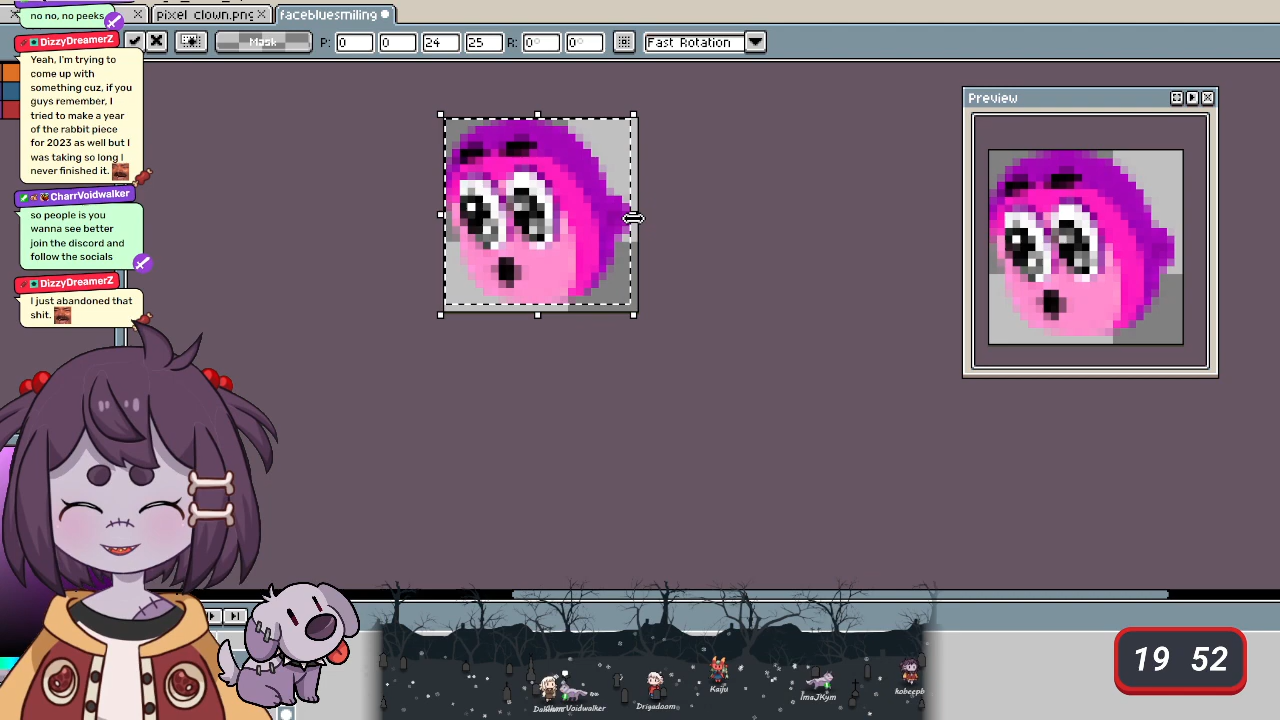 no no, no peeks
DizzyDreamerZ
Yeah, I'm trying to
come up with
something cuz, if you
guys remember, I
tried to make a year
of the rabbit piece
for 2023 as well but I
was taking so long I
never finished it.
CharrVoidwalker
so people is you
wanna see better
join the discord and
follow the socials
DizzyDreamerZ
I just abandoned that
shit.
pixel_clown.png
facebluesmiling
Mask
P: 0 0 24 25 R: 0° 0°
Fast Rotation
Preview
Voidwalker
Drigadoom
Kaiju
ImaJKym
kobeepb
19 52